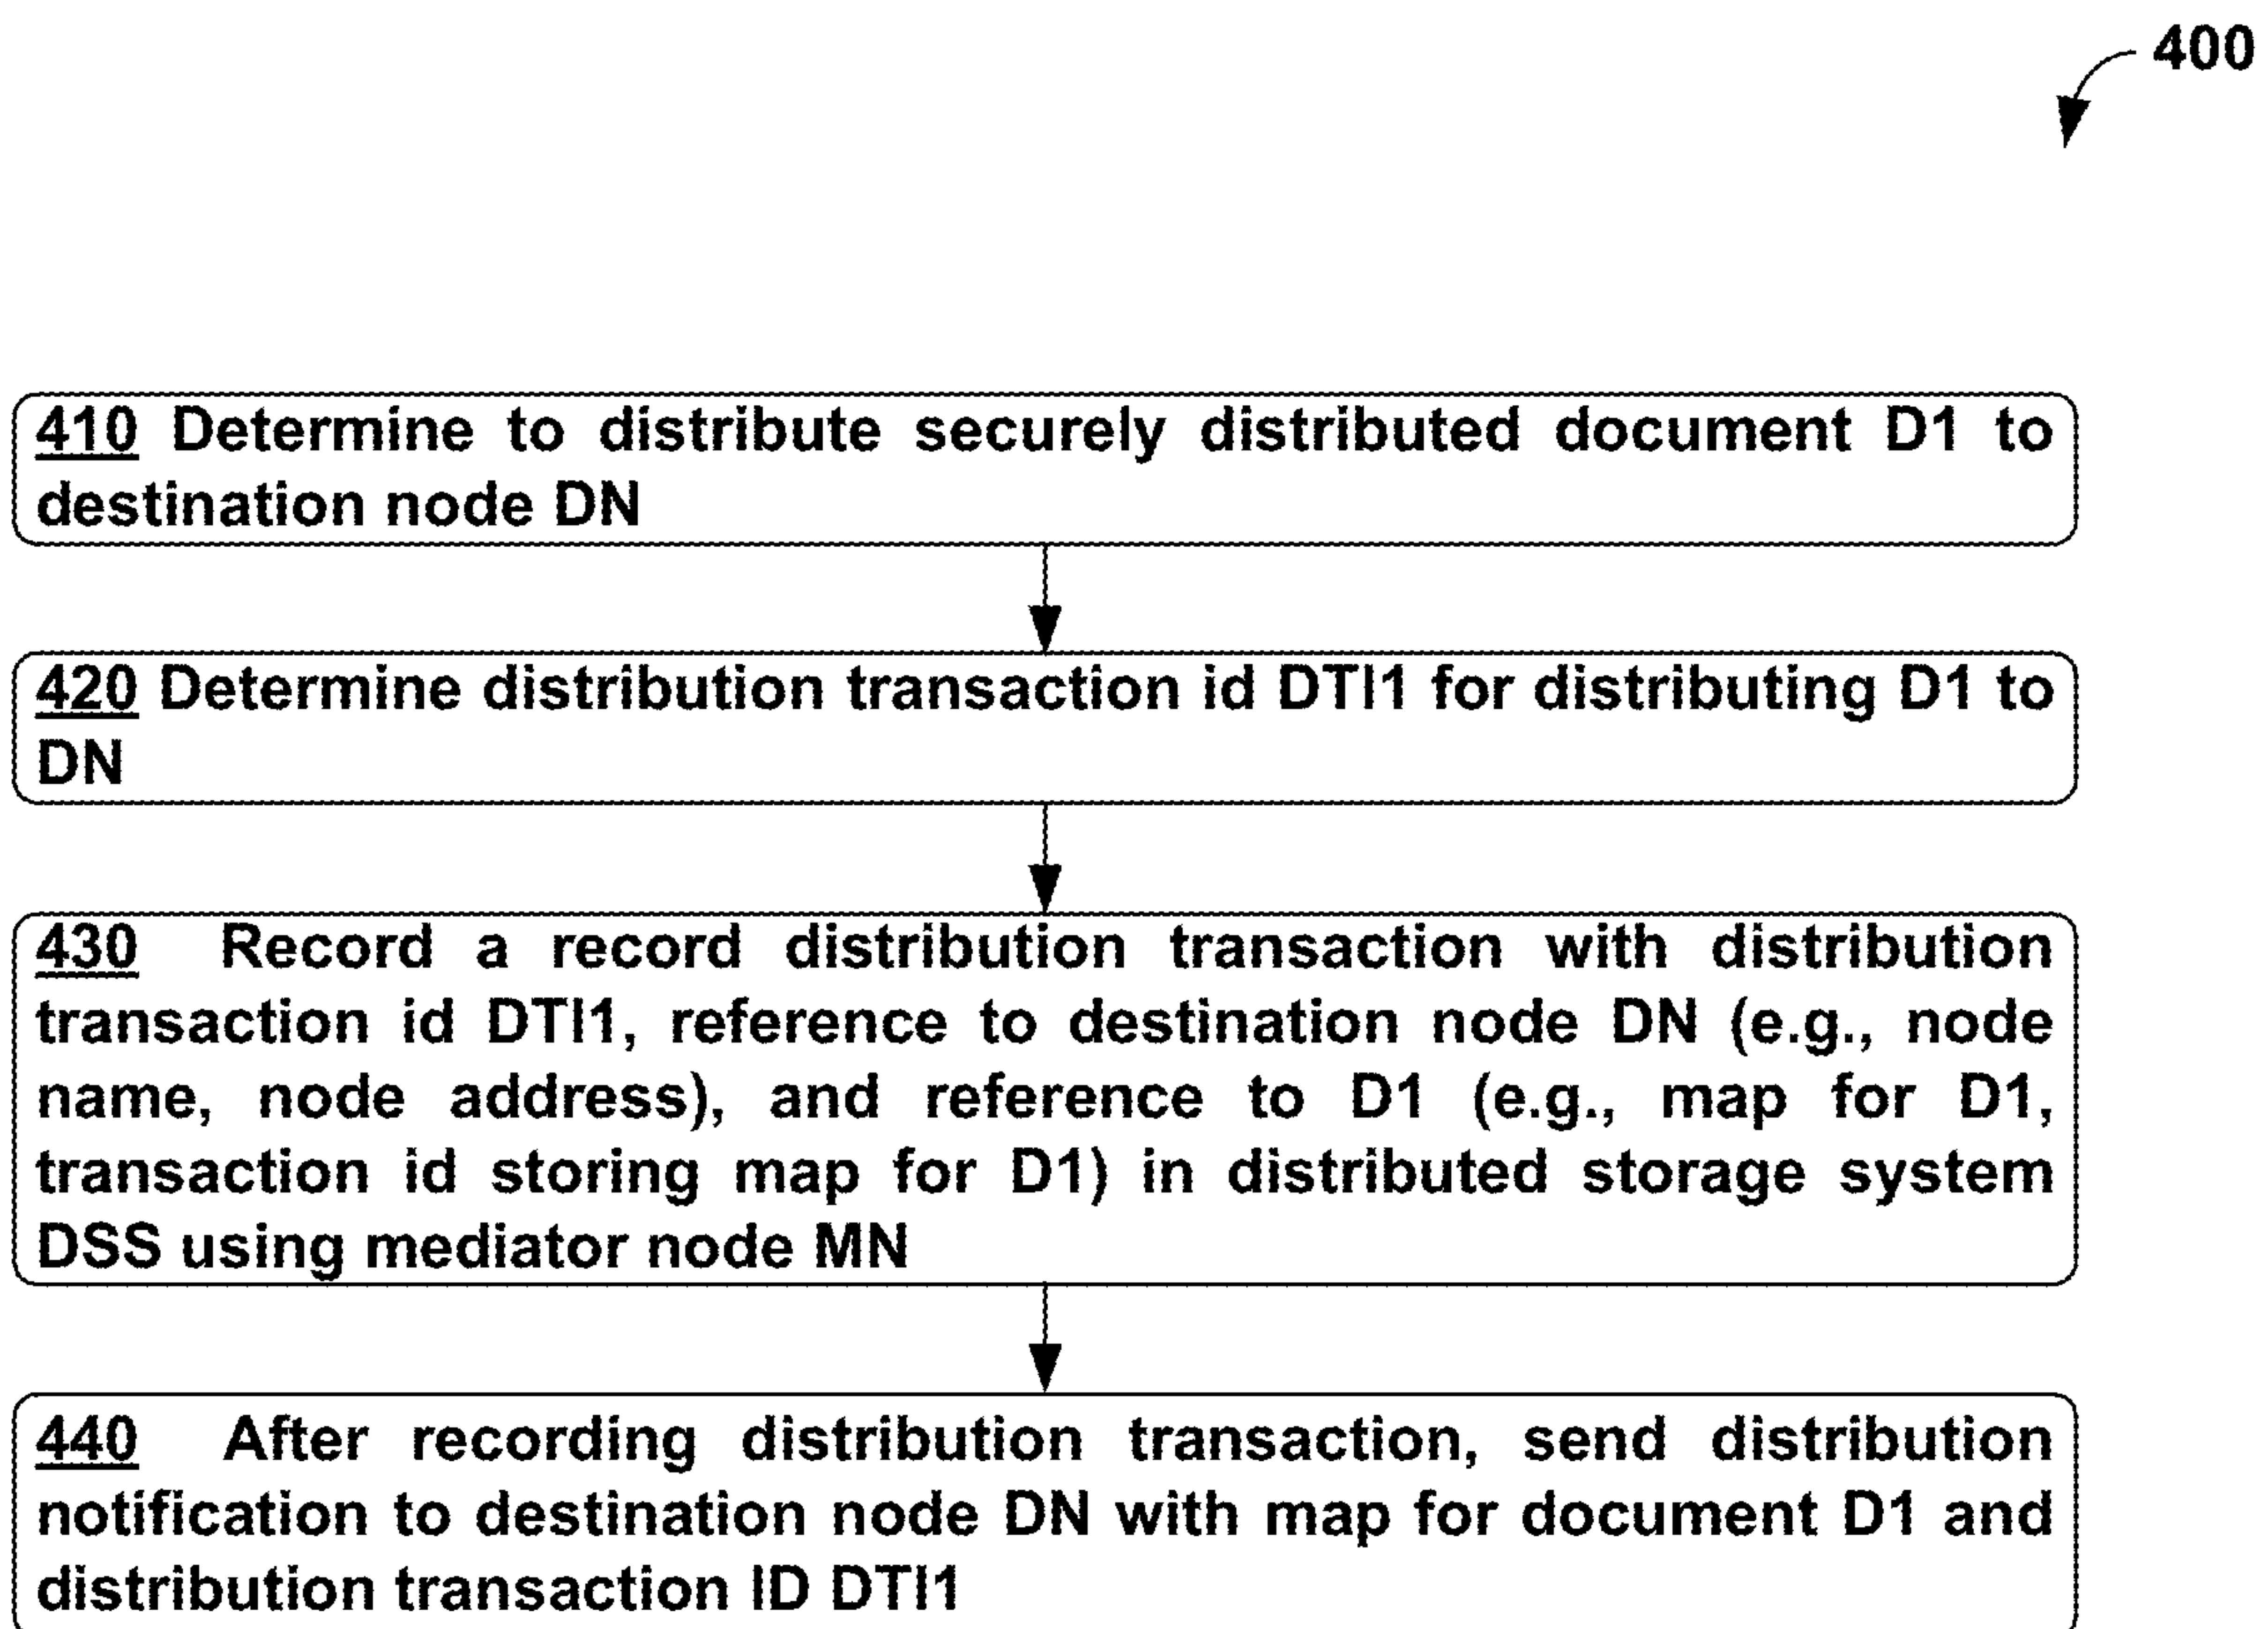 400
410 Determine to distribute securely distributed document D1 to
destination node DN
420 Determine distribution transaction id DTI1 for distributing D1 to
DN
430 Record a record distribution transaction with distribution
transaction id DTI1, reference to destination node DN (e.g., node
name, node address), and reference to D1 (e.g., map for D1,
transaction id storing map for D1) in distributed storage system
DSS using mediator node MN
440 After recording distribution transaction, send distribution
notification to destination node DN with map for document D1 and
distribution transaction ID DTI1